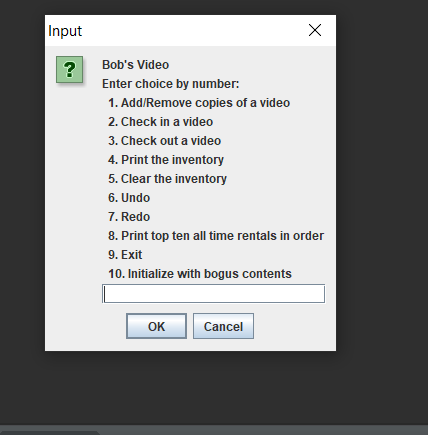 Input
Bob's Video
Enter choice by number:
1. Add/Remove copies of a video
2. Check in a video
3. Check out a video
4. Print the inventory
5. Clear the inventory
6. Undo
7. Redo
8. Print top ten all time rentals in order
9. Exit
10. Initialize with bogus contents
OK Cancel